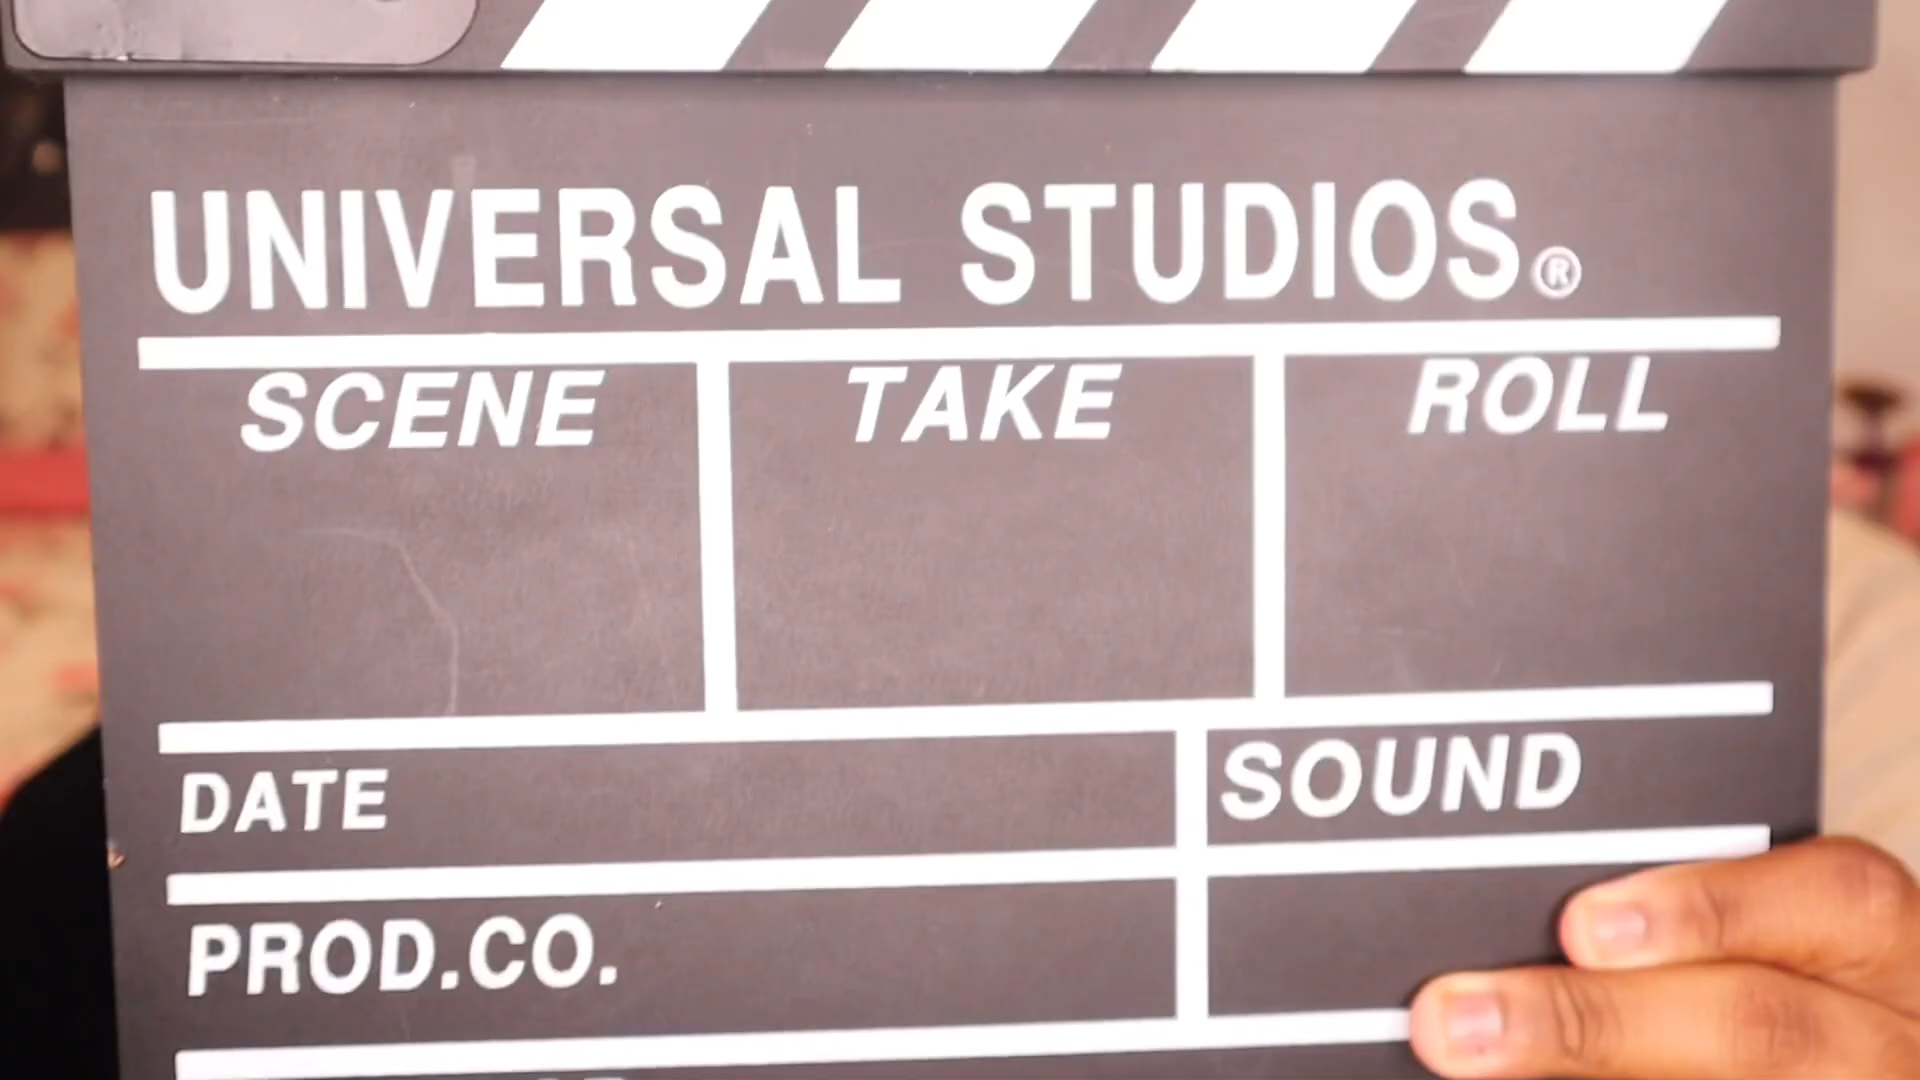 UNIVERSAL STUDIOS®
SCENE TAKE ROLL
DATE SOUND
PROD.CO.